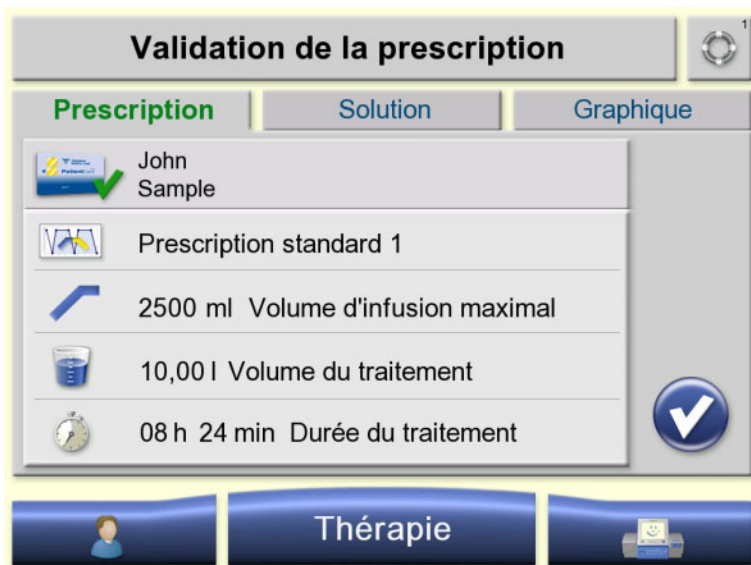 Validation de la prescription
1
Prescription
Solution
Graphique
John
Sample
Prescription standard 1
2500 ml Volume d'infusion maximal
10,00 l Volume du traitement
08 h 24 min Durée du traitement
Thérapie